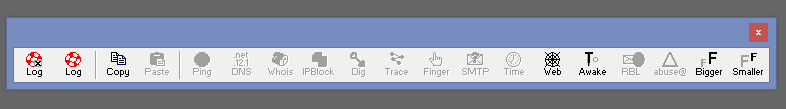 x
Log Log Copy Paste Ping DNS Whois IPBlock Dig Trace Finger SMTP Time Web Awake RBL abuse@ Bigger Smaller
.net
.12.1
T
F F
F F